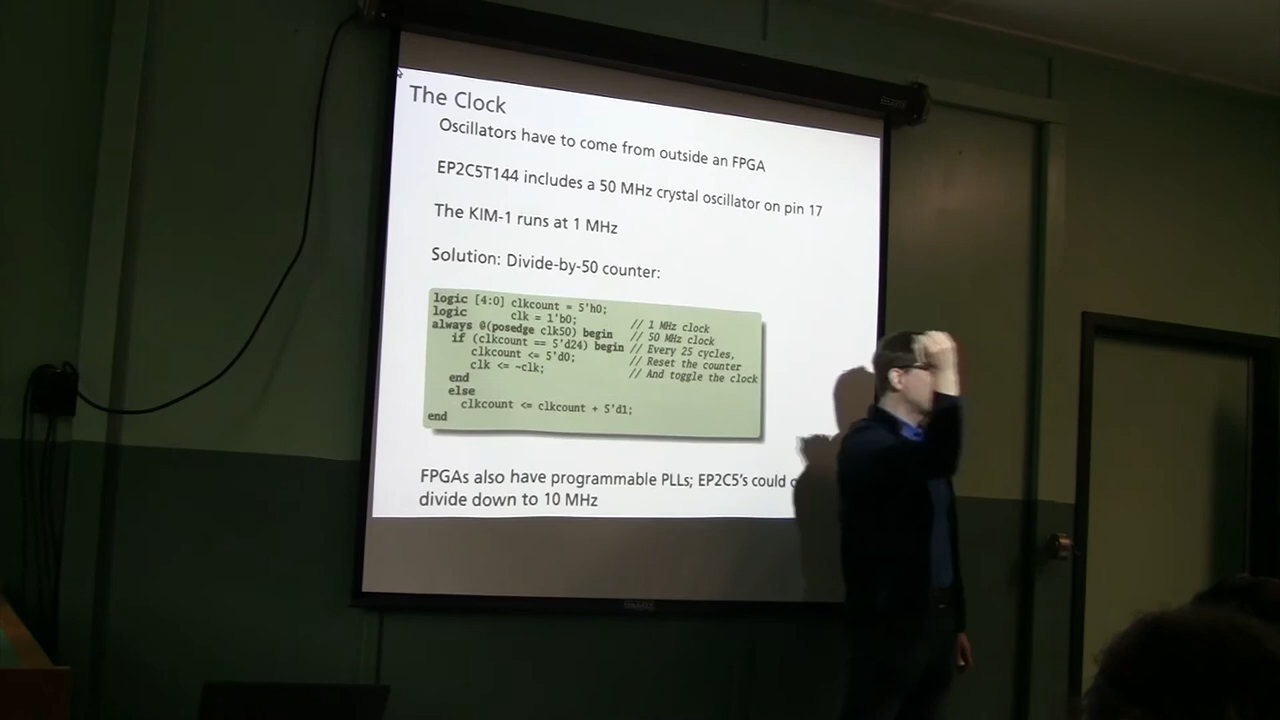 The Clock
Oscillators have to come from outside an FPGA
EP2C5T144 includes a 50 MHz crystal oscillator on pin 17
The KIM-1 runs at 1 MHz
Solution: Divide-by-50 counter:
logic [4:0] clkcount = 5'h0;
logic clk = 1'b0; // 1 MHz clock
always @(posedge clk50) begin // 50 MHz clock
if (clkcount == 5'd24) begin // Every 25 cycles,
clkcount <= 5'd0; // Reset the counter
clk <= ~clk; // And toggle the clock
end
else
clkcount <= clkcount + 5'd1;
end
FPGAs also have programmable PLLs; EP2C5's could
divide down to 10 MHz